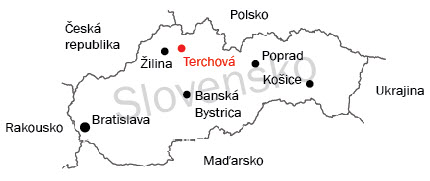 Česká
republika
Polsko
Žilina
Terchová
Poprad
Košice
Slovensko
Banská
Bystrica
Ukrajina
Rakousko
Bratislava
Maďarsko